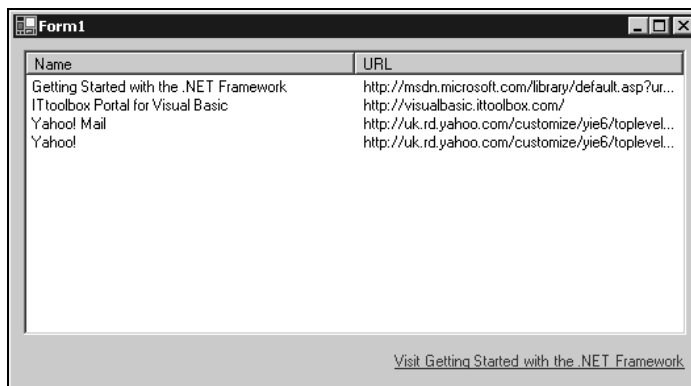 Form1
Name URL
Getting Started with the .NET Framework http://msdn.microsoft.com/library/default.asp?ur...
ITtoolbox Portal for Visual Basic http://visualbasic.ittoolbox.com/
Yahoo! Mail http://uk.rd.yahoo.com/customize/yie6/toplevel...
Yahoo! http://uk.rd.yahoo.com/customize/yie6/toplevel...
Visit Getting Started with the .NET Framework